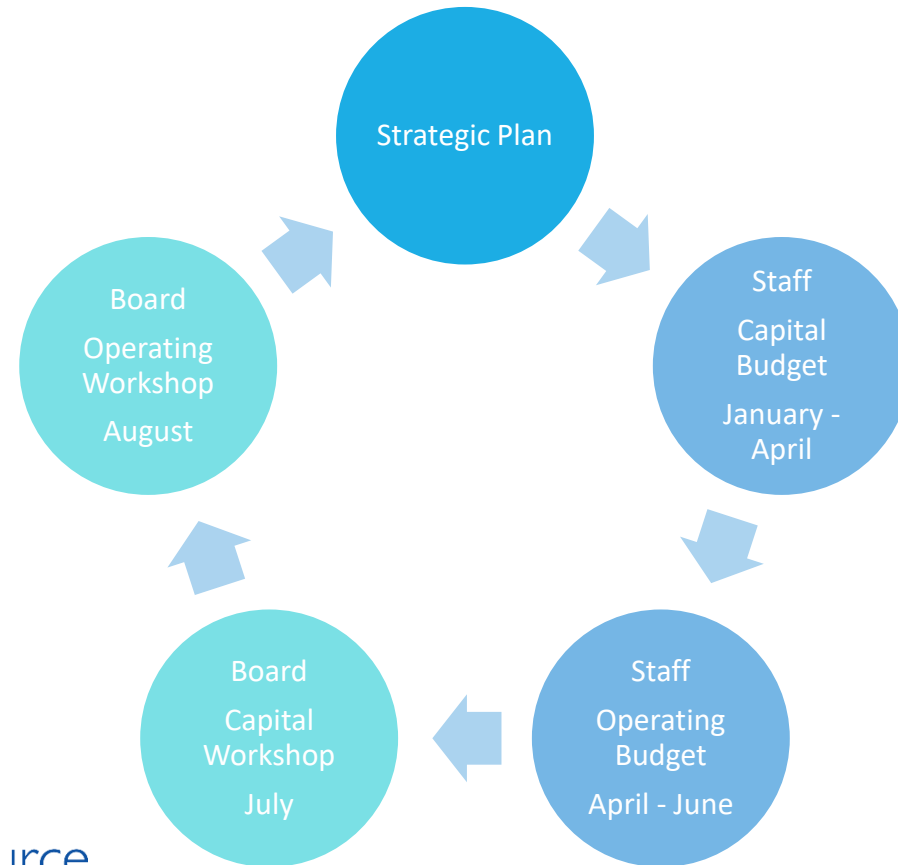 Strategic Plan
Staff
Capital
Budget
January -
April
Staff
Operating
Budget
April - June
Board
Capital
Workshop
July
Board
Operating
Workshop
August